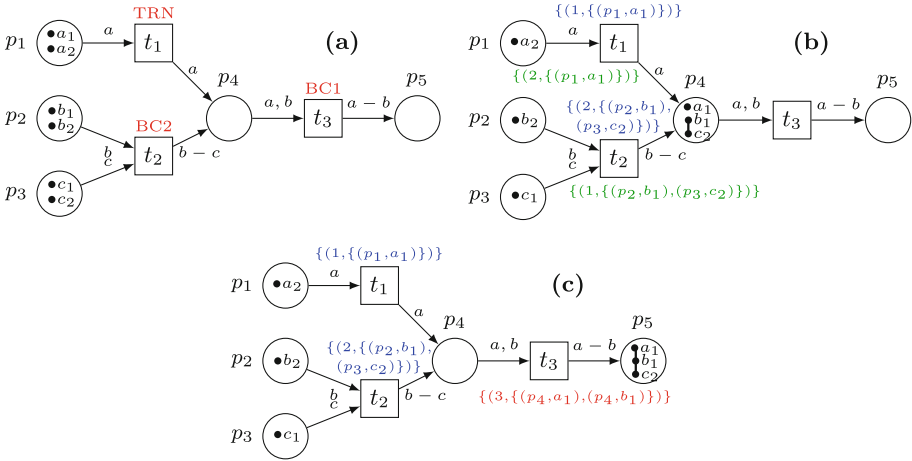 TRN
(a)
p1
a1
a2
a
t1
a
p4
BC1
p5
p2
b1
b2
BC2
a, b
t3
a − b
b
c
t2
b − c
p3
c1
c2
{(1,{(p1,a1)})}
(b)
p1
a2
a
t1
{(2,{(p1,a1)})}
a
p4
p5
p2
b2
{(2,{(p2,b1),
(p3,c2)})}
a1
b1
c2
a, b
t3
a − b
b
c
t2
b − c
p3
c1
{(1,{(p2,b1),(p3,c2)})}
{(1,{(p1,a1)})}
(c)
p1
a2
a
t1
a
p4
p5
p2
b2
{(2,{(p2,b1),
(p3,c2)})}
a, b
t3
a − b
a1
b1
c2
b
c
t2
b − c
{(3,{(p4,a1),(p4,b1)})}
p3
c1